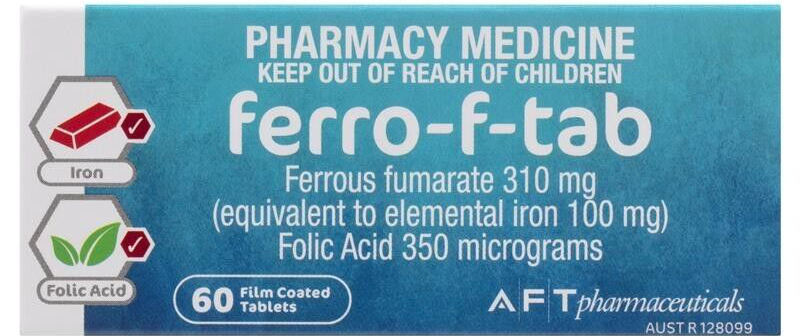 PHARMACY MEDICINE
KEEP OUT OF REACH OF CHILDREN
ferro-f-tab
Iron
Ferrous fumarate 310 mg
(equivalent to elemental iron 100 mg)
Folic Acid 350 micrograms
Folic Acid
60 Film Coated
Tablets
AFT pharmaceuticals
AUST R 128099